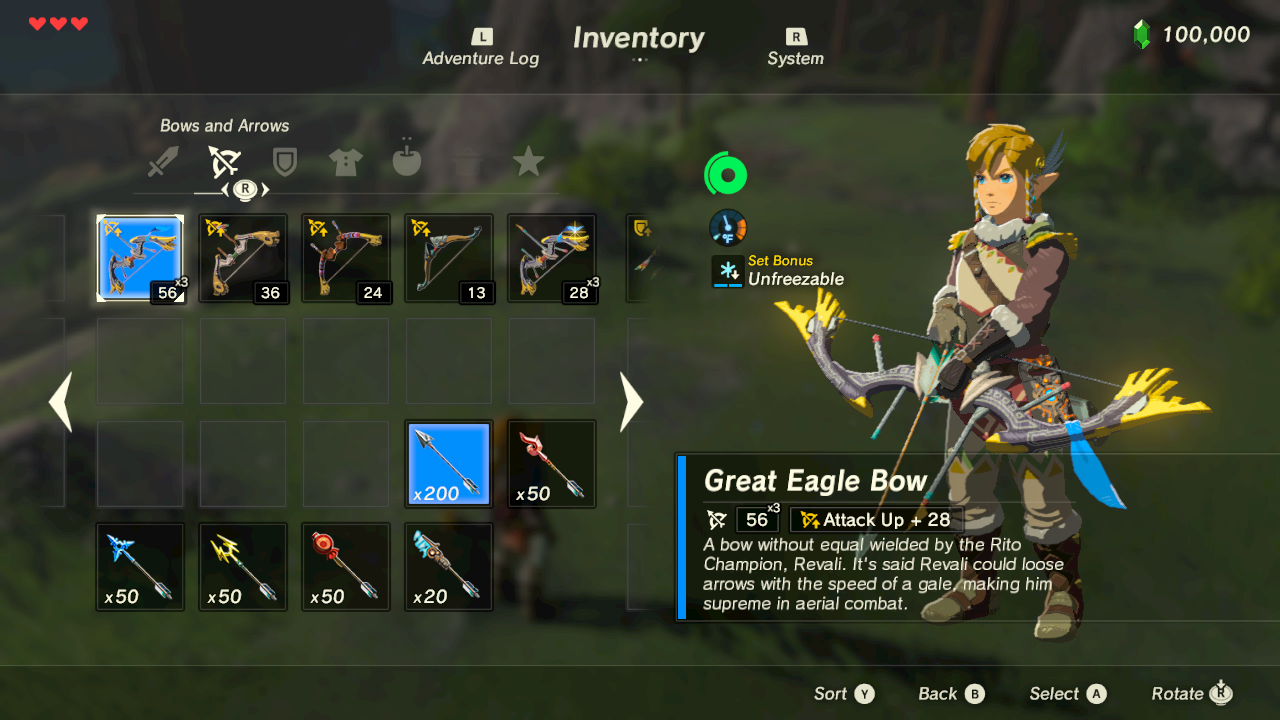 L
Adventure Log
Inventory
R
System
100,000
Bows and Arrows
R
56 x3
36
24
13
28 x3
°F
Set Bonus
Unfreezable
x200
x50
x50
x50
x50
x20
Great Eagle Bow
56 x3 Attack Up + 28
A bow without equal wielded by the Rito
Champion, Revali. It's said Revali could loose
arrows with the speed of a gale, making him
supreme in aerial combat.
Sort Y Back B Select A Rotate R